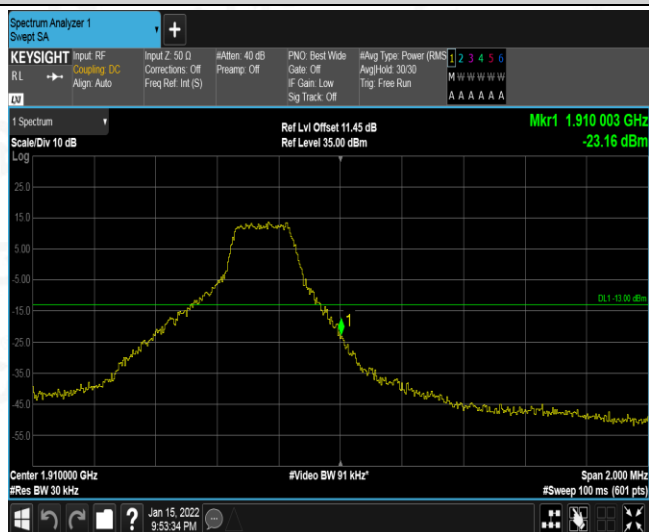 Spectrum Analyzer 1
Swept SA
+
KEYSIGHT
RL
LXI
Input: RF
Coupling: DC
Align: Auto
Input Z: 50 Ω
Corrections: Off
Freq Ref: Int (S)
#Atten: 40 dB
Preamp: Off
PNO: Best Wide
Gate: Off
IF Gain: Low
Sig Track: Off
#Avg Type: Power (RMS
Avg|Hold: 30/30
Trig: Free Run
1 2 3 4 5 6
M W W W W W
A A A A A A
1 Spectrum
Scale/Div 10 dB
Log
Ref Lvl Offset 11.45 dB
Ref Level 35.00 dBm
Mkr1 1.910 003 GHz
-23.16 dBm
25.0
15.0
5.00
-5.00
-15.0
-25.0
-35.0
-45.0
-55.0
DL1 -13.00 dBm
1
Center 1.910000 GHz
#Res BW 30 kHz
#Video BW 91 kHz*
Span 2.000 MHz
#Sweep 100 ms (601 pts)
?
Jan 15, 2022
9:53:34 PM